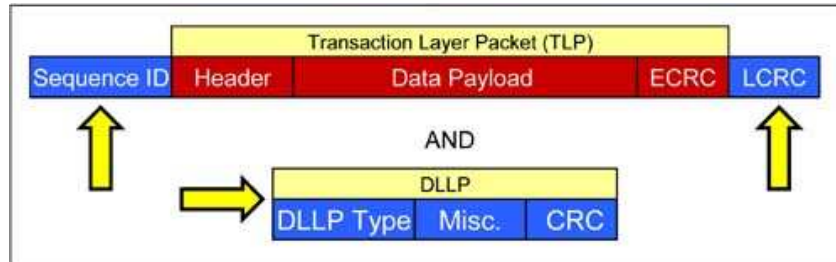 Transaction Layer Packet (TLP)
Sequence ID Header Data Payload ECRC LCRC
AND
DLLP
DLLP Type Misc. CRC